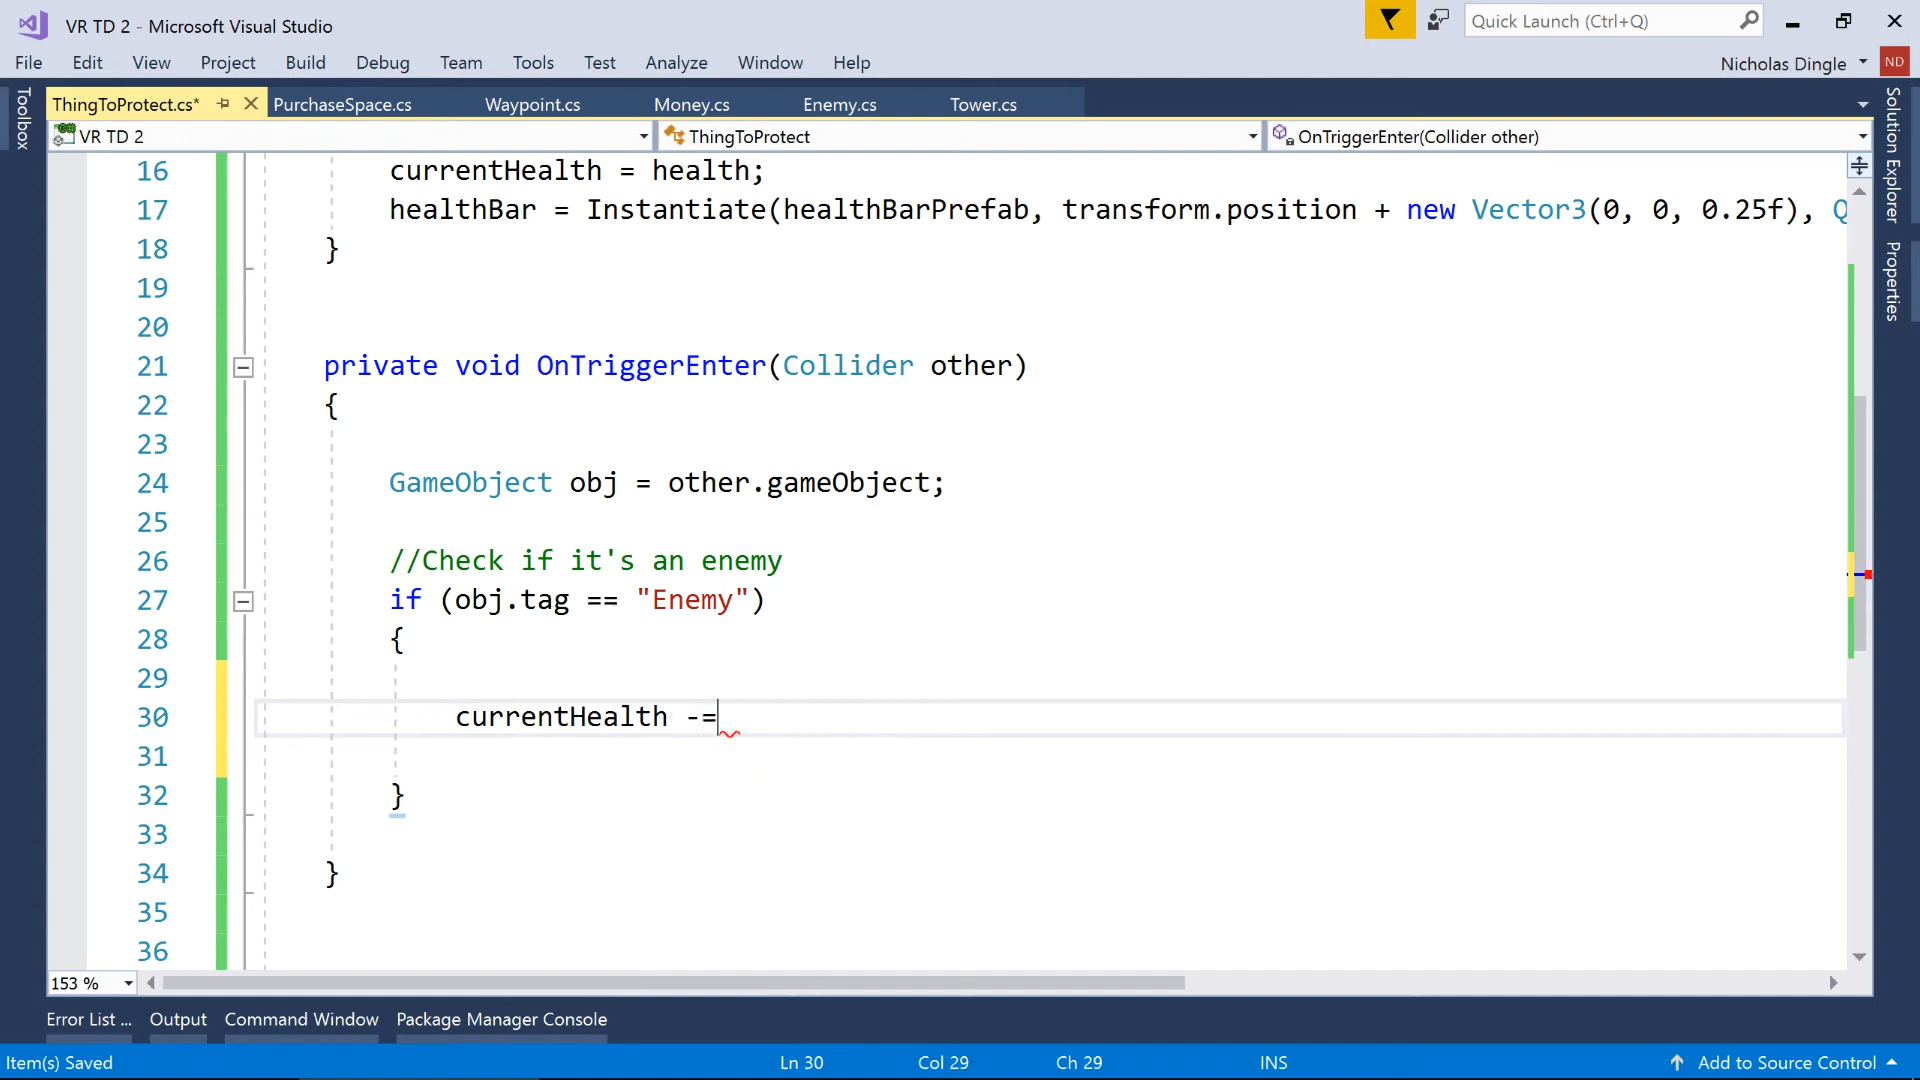 VR TD 2 - Microsoft Visual Studio
Quick Launch (Ctrl+Q)
File Edit View Project Build Debug Team Tools Test Analyze Window Help
Nicholas Dingle ND
Toolbox
ThingToProtect.cs* PurchaseSpace.cs Waypoint.cs Money.cs Enemy.cs Tower.cs
VR TD 2 ThingToProtect OnTriggerEnter(Collider other)
Solution Explorer
Properties
16 currentHealth = health;
17 healthBar = Instantiate(healthBarPrefab, transform.position + new Vector3(0, 0, 0.25f), Q
18 }
19
20
21 private void OnTriggerEnter(Collider other)
22 {
23
24 GameObject obj = other.gameObject;
25
26 //Check if it's an enemy
27 if (obj.tag == "Enemy")
28 {
29
30 currentHealth -=
31
32 }
33
34 }
35
36
153 %
Error List ... Output Command Window Package Manager Console
Item(s) Saved Ln 30 Col 29 Ch 29 INS Add to Source Control